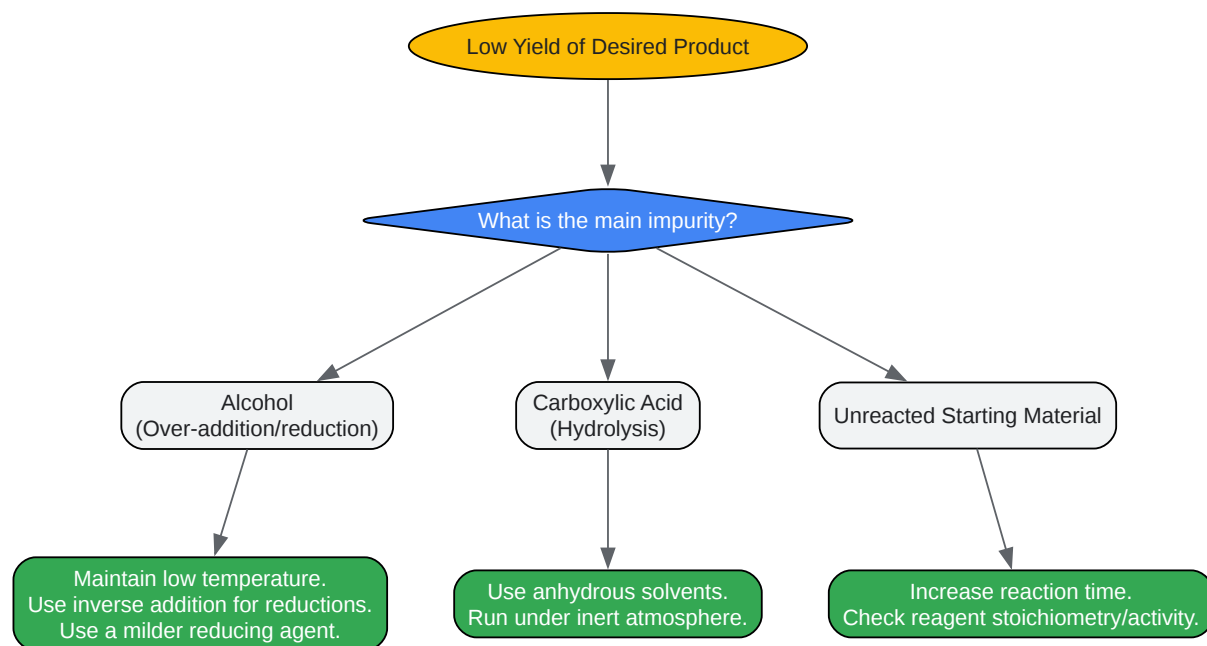 Low Yield of Desired Product
What is the main impurity?
Alcohol
(Over-addition/reduction)
Carboxylic Acid
(Hydrolysis)
Unreacted Starting Material
Maintain low temperature.
Use inverse addition for reductions.
Use a milder reducing agent.
Use anhydrous solvents.
Run under inert atmosphere.
Increase reaction time.
Check reagent stoichiometry/activity.